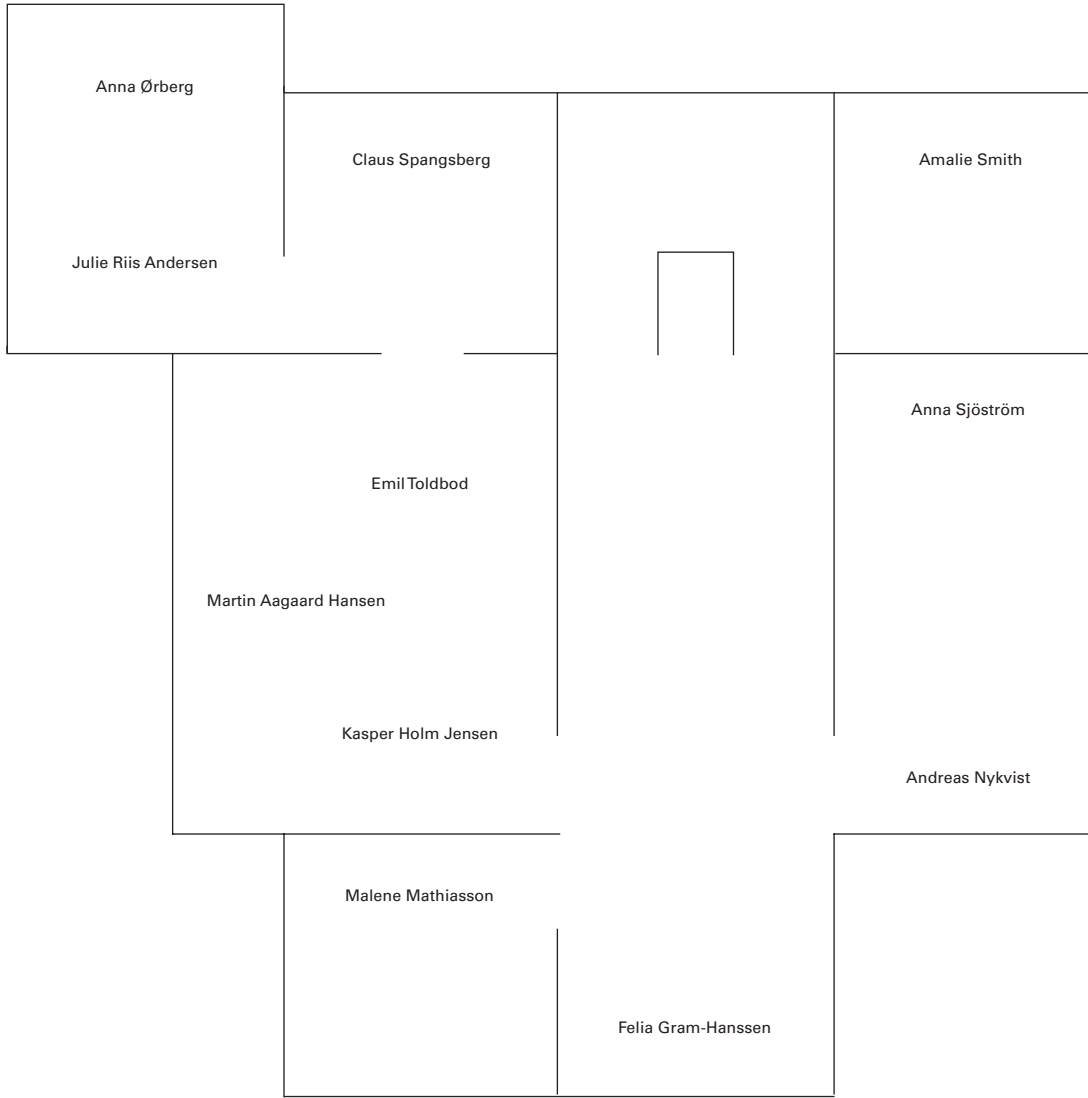 Anna Ørberg
Claus Spangsberg
Amalie Smith
Julie Riis Andersen
Anna Sjöström
Emil Toldbod
Martin Aagaard Hansen
Kasper Holm Jensen
Andreas Nykvist
Malene Mathiasson
Felia Gram-Hanssen